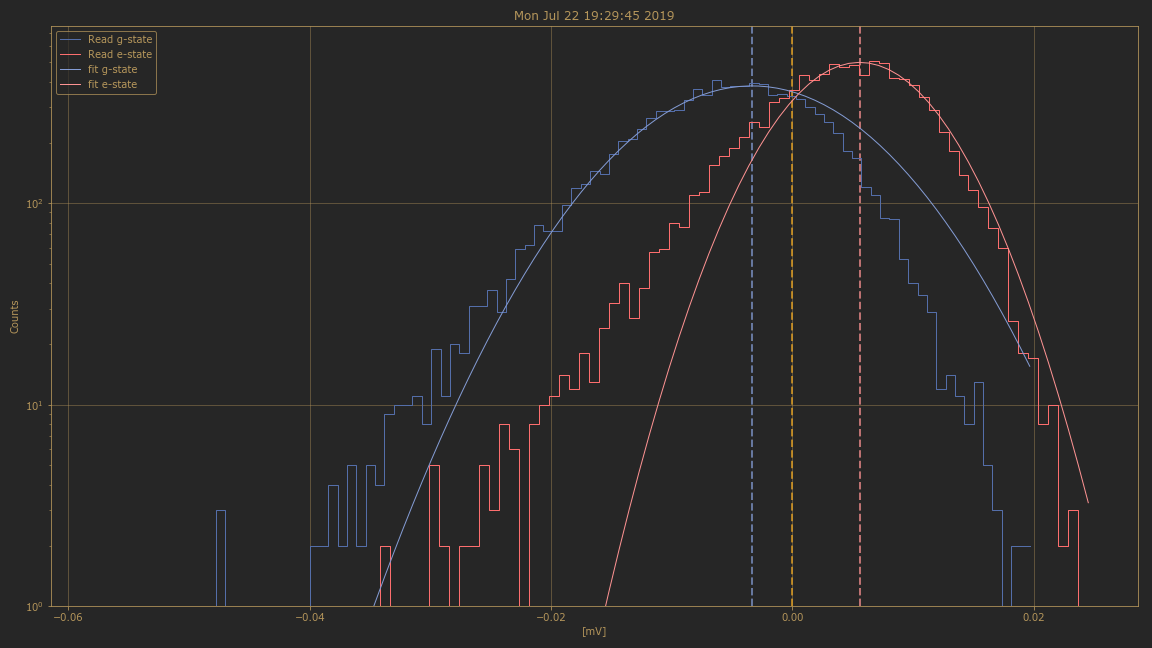 Mon Jul 22 19:29:45 2019
Read g-state
Read e-state
fit g-state
fit e-state
Counts
10²
10¹
10⁰
−0.06 −0.04 −0.02 0.00 0.02
[mV]